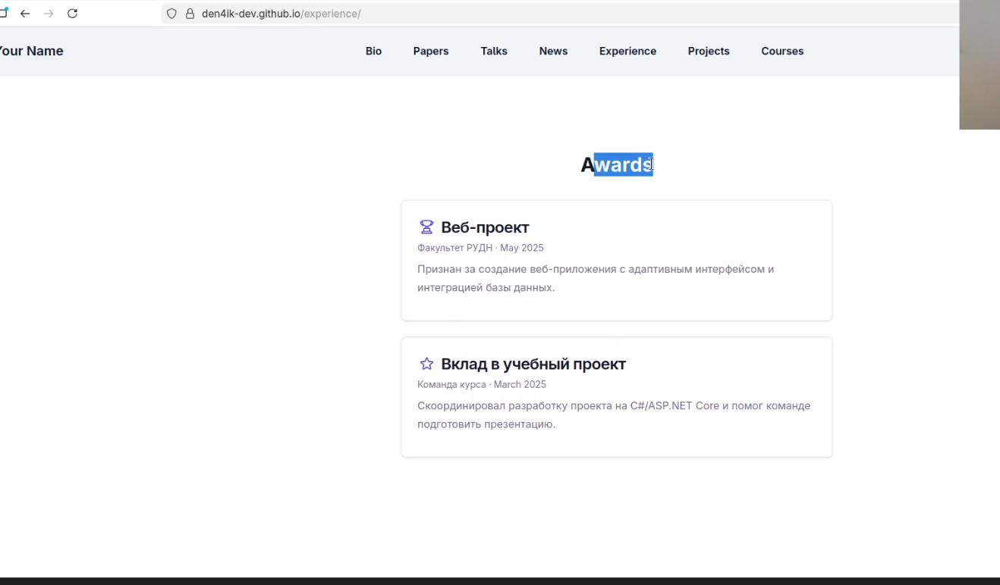 den4ik-dev.github.io/experience/
Your Name Bio Papers Talks News Experience Projects Courses
Awards
Веб-проект
Факультет РУДН · May 2025
Признан за создание веб-приложения с адаптивным интерфейсом и
интеграцией базы данных.
Вклад в учебный проект
Команда курса · March 2025
Скоординировал разработку проекта на C#/ASP.NET Core и помог команде
подготовить презентацию.